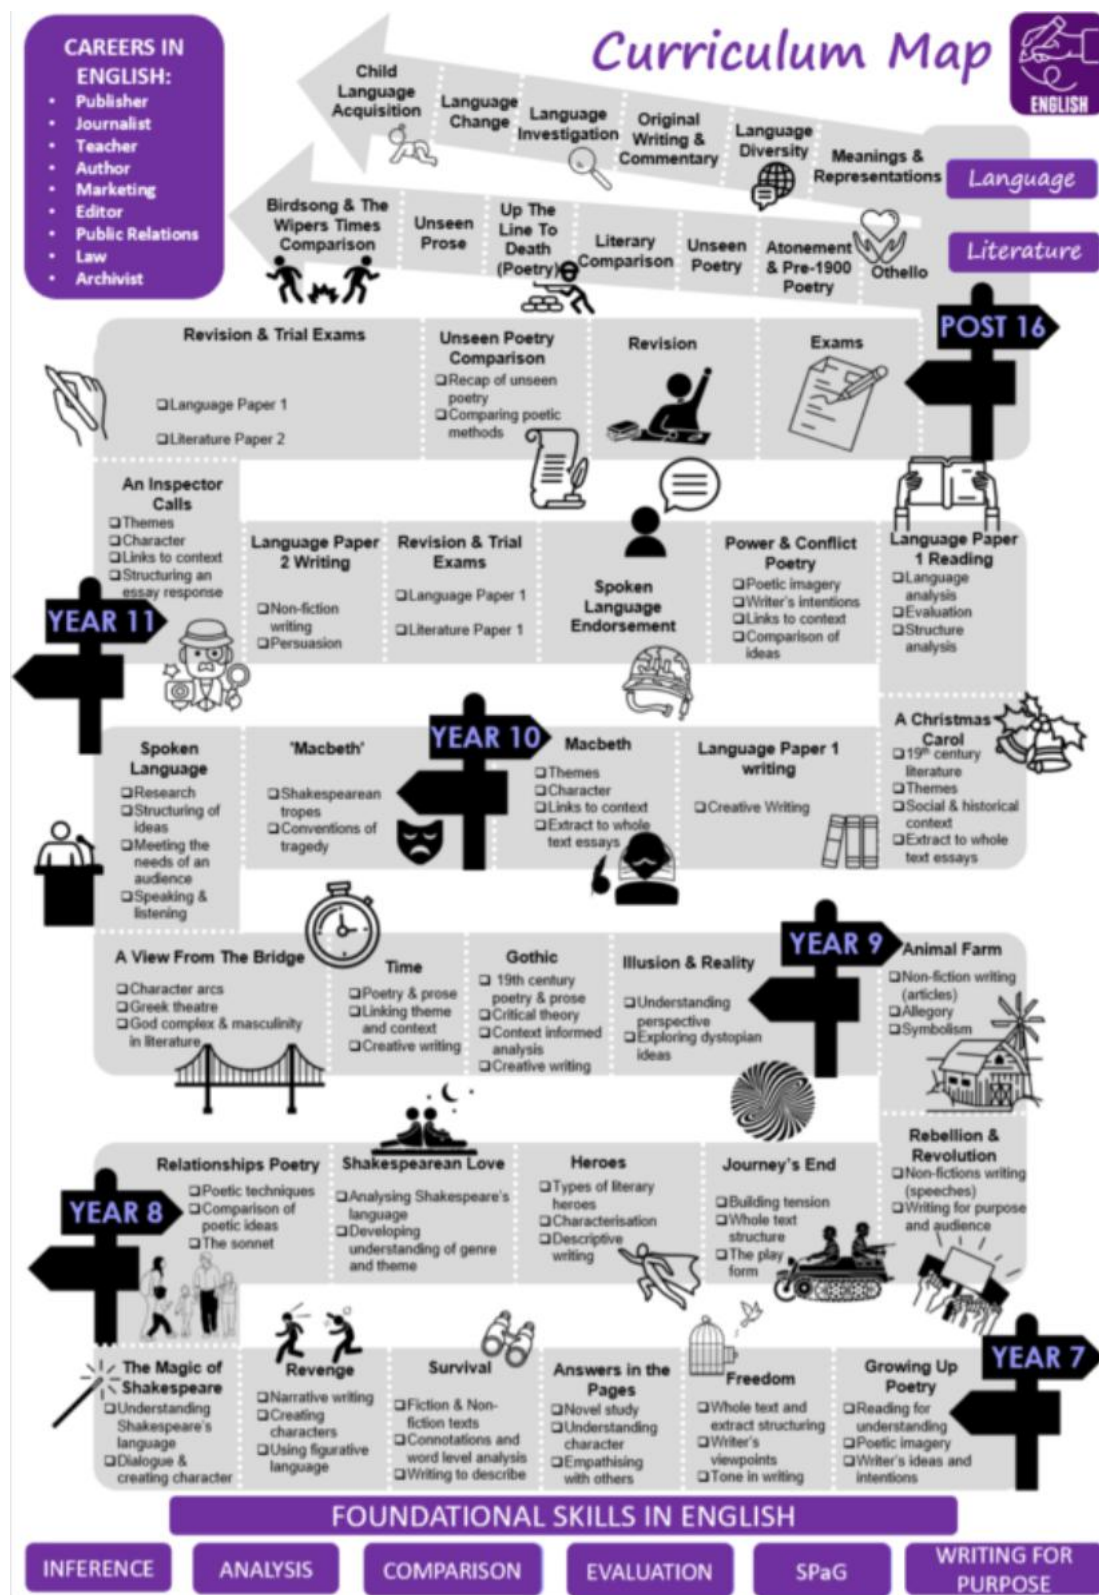 CAREERS IN
ENGLISH:
• Publisher
• Journalist
• Teacher
• Author
• Marketing
• Editor
• Public Relations
• Law
• Archivist
Curriculum Map
ENGLISH
Child
Language
Acquisition
Language
Change
Language
Investigation
Original
Writing &
Commentary
Language
Diversity
Meanings &
Representations
Language
Birdsong & The
Wipers Times
Comparison
Unseen
Prose
Up The
Line To
Death
(Poetry)
Literary
Comparison
Unseen
Poetry
Atonement
& Pre-1900
Poetry
Othello
Literature
POST 16
Revision & Trial Exams
❑Language Paper 1
❑Literature Paper 2
Unseen Poetry
Comparison
❑Recap of unseen
poetry
❑Comparing poetic
methods
Revision
Exams
An Inspector
Calls
❑Themes
❑Character
❑Links to context
❑Structuring an
essay response
YEAR 11
Language Paper
2 Writing
❑Non-fiction
writing
❑Persuasion
Revision & Trial
Exams
❑Language Paper 1
❑Literature Paper 1
Spoken
Language
Endorsement
Power & Conflict
Poetry
❑Poetic imagery
❑Writer's intentions
❑Links to context
❑Comparison of
ideas
Language Paper
1 Reading
❑Language
analysis
❑Evaluation
❑Structure
analysis
Spoken
Language
❑Research
❑Structuring of
ideas
❑Meeting the
needs of an
audience
❑Speaking &
listening
'Macbeth'
❑Shakespearean
tropes
❑Conventions of
tragedy
YEAR 10
Macbeth
❑Themes
❑Character
❑Links to context
❑Extract to whole
text essays
Language Paper 1
writing
❑Creative Writing
A Christmas
Carol
❑19th century
literature
❑Themes
❑Social & historical
context
❑Extract to whole
text essays
A View From The Bridge
❑Character arcs
❑Greek theatre
❑God complex & masculinity
in literature
Time
❑Poetry & prose
❑Linking theme
and context
❑Creative writing
Gothic
❑ 19th century
poetry & prose
❑Critical theory
❑Context informed
analysis
❑Creative writing
Illusion & Reality
❑Understanding
perspective
❑Exploring dystopian
ideas
YEAR 9
Animal Farm
❑Non-fiction writing
(articles)
❑Allegory
❑Symbolism
YEAR 8
Relationships Poetry
❑Poetic techniques
❑Comparison of
poetic ideas
❑The sonnet
Shakespearean Love
❑Analysing Shakespeare's
language
❑Developing
understanding of genre
and theme
Heroes
❑Types of literary
heroes
❑Characterisation
❑Descriptive
writing
Journey's End
❑Building tension
❑Whole text
structure
❑The play
form
Rebellion &
Revolution
❑Non-fictions writing
(speeches)
❑Writing for purpose
and audience
The Magic of
Shakespeare
❑Understanding
Shakespeare's
language
❑Dialogue &
creating character
Revenge
❑Narrative writing
❑Creating
characters
❑Using figurative
language
Survival
❑Fiction & Non-
fiction texts
❑Connotations and
word level analysis
❑Writing to describe
Answers in the
Pages
❑Novel study
❑Understanding
character
❑Empathising
with others
Freedom
❑Whole text and
extract structuring
❑Writer's
viewpoints
❑Tone in writing
Growing Up
Poetry
❑Reading for
understanding
❑Poetic imagery
❑Writer's ideas and
intentions
YEAR 7
FOUNDATIONAL SKILLS IN ENGLISH
INFERENCE
ANALYSIS
COMPARISON
EVALUATION
SPaG
WRITING FOR
PURPOSE